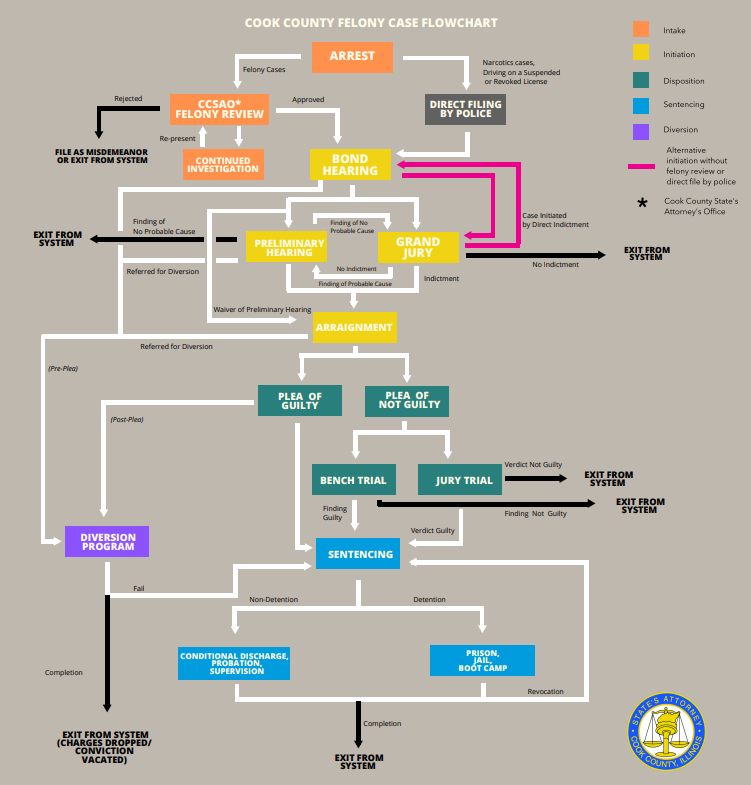 COOK COUNTY FELONY CASE FLOWCHART
Intake
Initiation
Disposition
Sentencing
Diversion
Alternative
initiation without
felony review or
direct file by police
* Cook County State's
Attorney's Office
ARREST
Felony Cases
Narcotics cases,
Driving on a Suspended
or Revoked License
CCSAO*
FELONY REVIEW
Rejected
Approved
DIRECT FILING
BY POLICE
FILE AS MISDEMEANOR
OR EXIT FROM SYSTEM
Re-present
CONTINUED
INVESTIGATION
BOND
HEARING
Case Initiated
by Direct Indictment
Finding of
No Probable Cause
EXIT FROM
SYSTEM
PRELIMINARY
HEARING
Finding of No
Probable Cause
GRAND
JURY
No Indictment
EXIT FROM
SYSTEM
Referred for Diversion
No Indictment
Finding of Probable Cause
Indictment
Waiver of Preliminary Hearing
ARRAIGNMENT
Referred for Diversion
(Pre-Plea)
PLEA OF
GUILTY
PLEA OF
NOT GUILTY
(Post-Plea)
BENCH TRIAL
JURY TRIAL
Verdict Not Guilty
EXIT FROM
SYSTEM
Finding Not Guilty
EXIT FROM
SYSTEM
Finding
Guilty
Verdict Guilty
DIVERSION
PROGRAM
SENTENCING
Fail
Non-Detention
Detention
CONDITIONAL DISCHARGE,
PROBATION,
SUPERVISION
PRISON,
JAIL,
BOOT CAMP
Completion
Revocation
Completion
EXIT FROM SYSTEM
(CHARGES DROPPED/
CONVICTION
VACATED)
EXIT FROM
SYSTEM
STATE'S ATTORNEY
COOK COUNTY, ILLINOIS